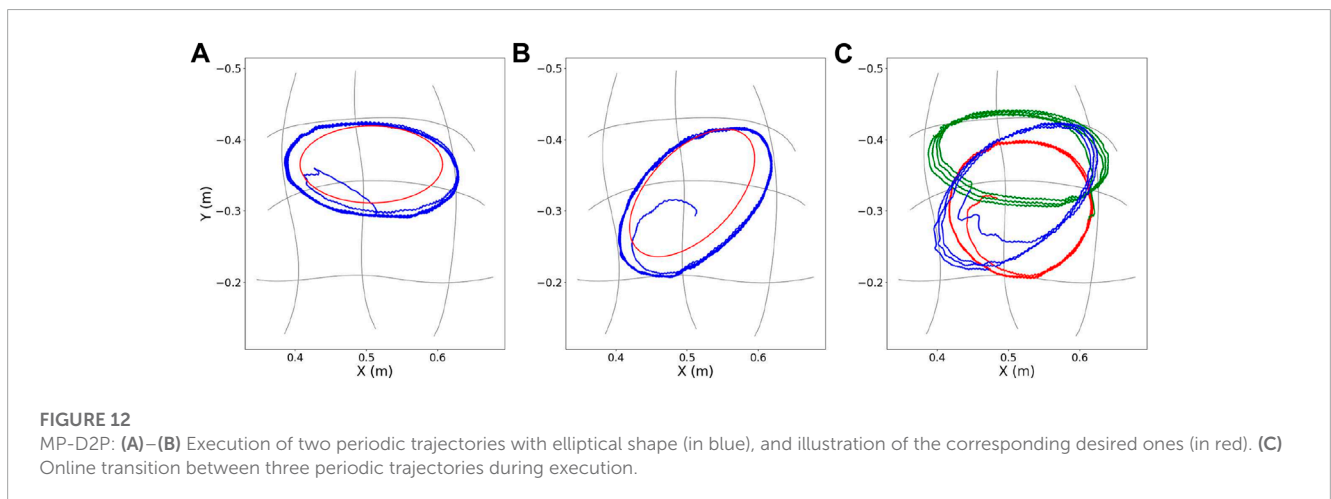 A
B
C
−0.5
−0.4
−0.3
−0.2
Y (m)
0.4 0.5 0.6
X (m)
−0.5
−0.4
−0.3
−0.2
0.4 0.5 0.6
X (m)
−0.5
−0.4
−0.3
−0.2
0.4 0.5 0.6
X (m)
FIGURE 12
MP-D2P: (A)–(B) Execution of two periodic trajectories with elliptical shape (in blue), and illustration of the corresponding desired ones (in red). (C)
Online transition between three periodic trajectories during execution.